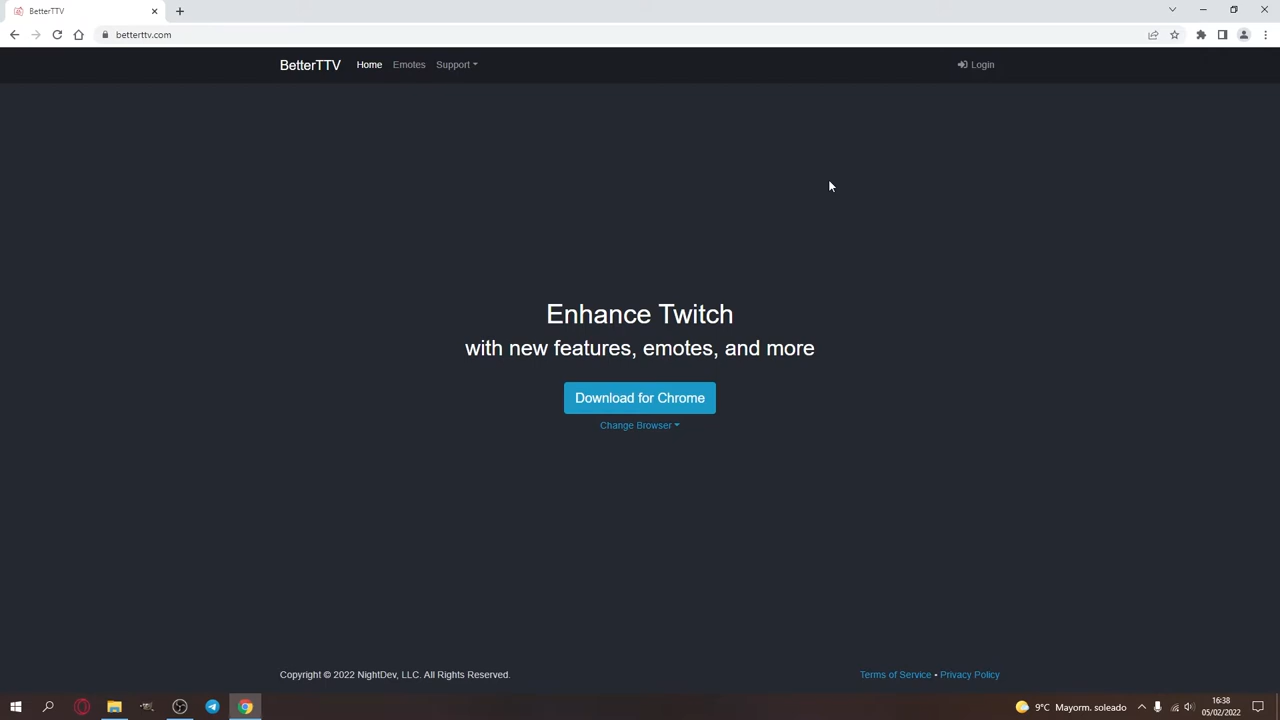 BetterTTV
betterttv.com
BetterTTV Home Emotes Support Login
Enhance Twitch
with new features, emotes, and more
Download for Chrome
Change Browser
Copyright © 2022 NightDev, LLC. All Rights Reserved.
Terms of Service • Privacy Policy
9°C Mayorm. soleado
16:38
05/02/2022